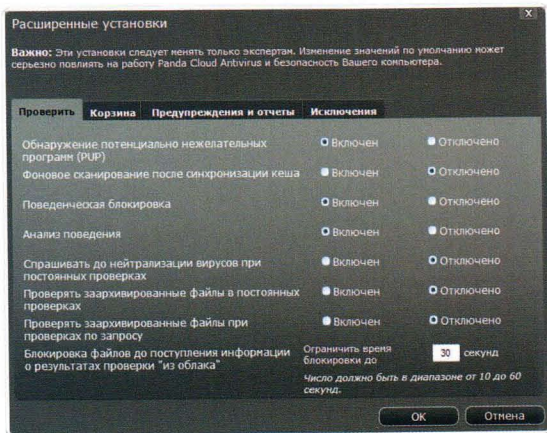 Расширенные установки
X
Важно: Эти установки следует менять только экспертам. Изменение значений по умолчанию может
серьезно повлиять на работу Panda Cloud Antivirus и безопасность Вашего компьютера.
Проверить Корзина Предупреждения и отчеты Исключения
Обнаружение потенциально нежелательных
программ (PUP)
Включен Отключено
Фоновое сканирование после синхронизации кеша Включен Отключено
Поведенческая блокировка Включен Отключено
Анализ поведения Включен Отключено
Спрашивать до нейтрализации вирусов при
постоянных проверках
Включен Отключено
Проверять заархивированные файлы в постоянных
проверках
Включен Отключено
Проверять заархивированные файлы при
проверках по запросу
Включен Отключено
Блокировка файлов до поступления информации
о результатах проверки "из облака"
Ограничить время
блокировки до
30 секунд
Число должно быть в диапазоне от 10 до 60
секунд.
OK Отмена